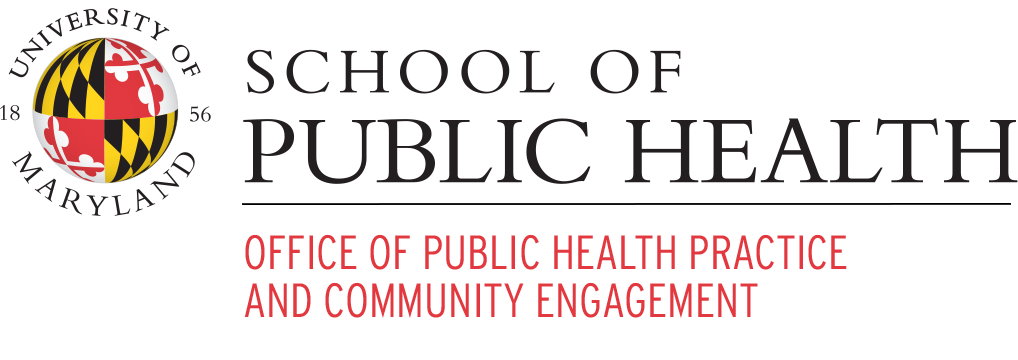 UNIVERSITY OF
18 56
MARYLAND
SCHOOL OF
PUBLIC HEALTH
OFFICE OF PUBLIC HEALTH PRACTICE
AND COMMUNITY ENGAGEMENT